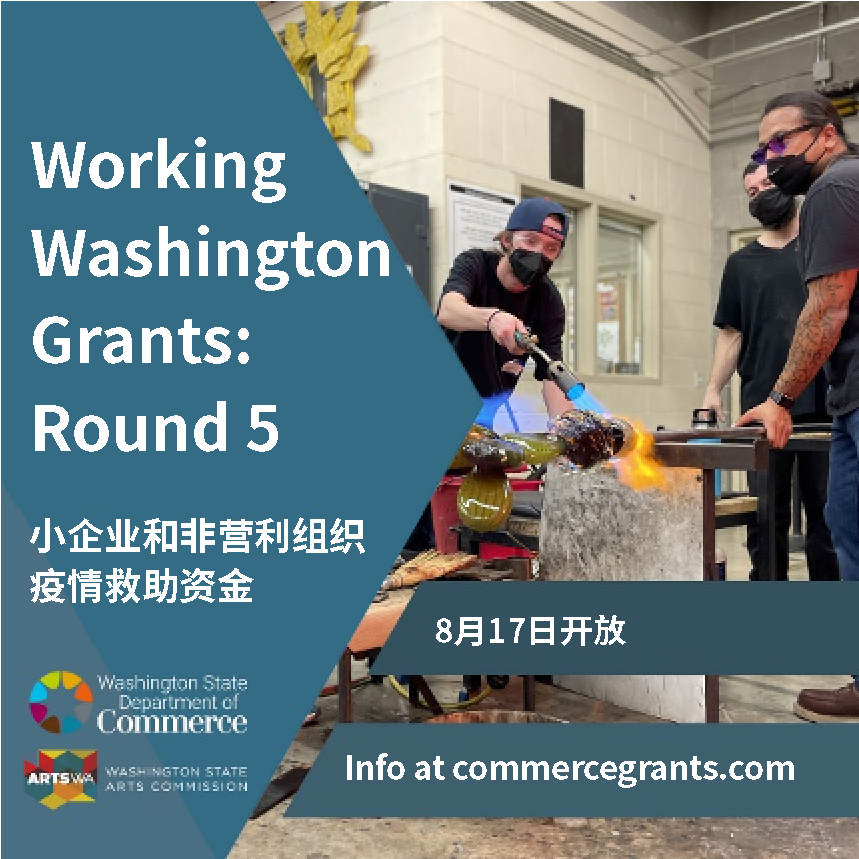 Working
Washington
Grants:
Round 5
小企业和非营利组织
疫情救助资金
8月17日开放
Washington State
Department of
Commerce
ARTSWA
WASHINGTON STATE
ARTS COMMISSION
Info at commercegrants.com